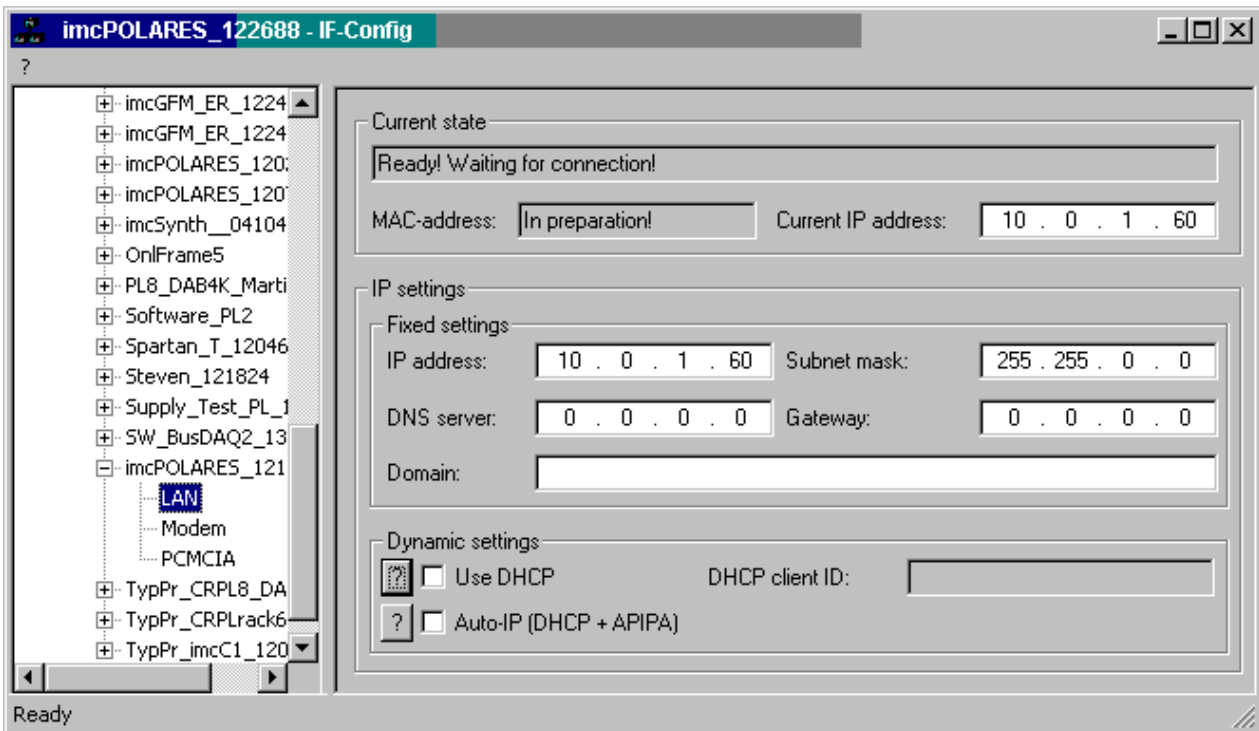 imcPOLARES_122688 - IF-Config
?
imcGFM_ER_1224
imcGFM_ER_1224
imcPOLARES_120
imcPOLARES_120
imcSynth__04104
OnlFrame5
PL8_DAB4K_Marti
Software_PL2
Spartan_T_12046
Steven_121824
Supply_Test_PL_1
SW_BusDAQ2_13
imcPOLARES_121
LAN
Modem
PCMCIA
TypPr_CRPL8_DA
TypPr_CRPLrack6
TypPr_imcC1_120
Current state
Ready! Waiting for connection!
MAC-address: In preparation! Current IP address: 10 . 0 . 1 . 60
IP settings
Fixed settings
IP address: 10 . 0 . 1 . 60 Subnet mask: 255 . 255 . 0 . 0
DNS server: 0 . 0 . 0 . 0 Gateway: 0 . 0 . 0 . 0
Domain:
Dynamic settings
? Use DHCP DHCP client ID:
? Auto-IP (DHCP + APIPA)
Ready